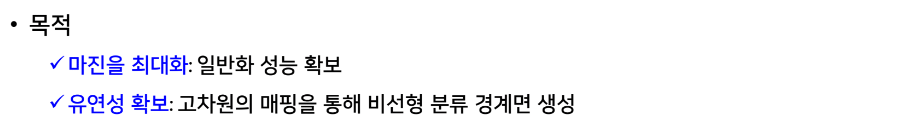 • 목적
✓ 마진을 최대화: 일반화 성능 확보
✓ 유연성 확보: 고차원의 매핑을 통해 비선형 분류 경계면 생성